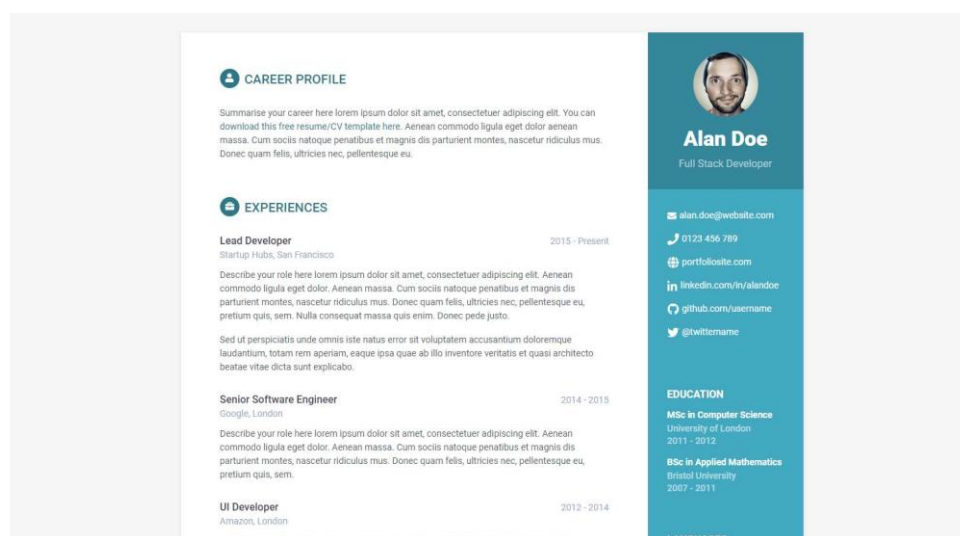 CAREER PROFILE
Summarise your career here lorem ipsum dolor sit amet, consectetuer adipiscing elit. You can
download this free resume/CV template here. Aenean commodo ligula eget dolor aenean
massa. Cum sociis natoque penatibus et magnis dis parturient montes, nascetur ridiculus mus.
Donec quam felis, ultricies nec, pellentesque eu.
EXPERIENCES
Lead Developer
2015 - Present
Startup Hubs, San Francisco
Describe your role here lorem ipsum dolor sit amet, consectetuer adipiscing elit. Aenean
commodo ligula eget dolor. Aenean massa. Cum sociis natoque penatibus et magnis dis
parturient montes, nascetur ridiculus mus. Donec quam felis, ultricies nec, pellentesque eu,
pretium quis, sem. Nulla consequat massa quis enim. Donec pede justo.
Sed ut perspiciatis unde omnis iste natus error sit voluptatem accusantium doloremque
laudantium, totam rem aperiam, eaque ipsa quae ab illo inventore veritatis et quasi architecto
beatae vitae dicta sunt explicabo.
Senior Software Engineer
2014 - 2015
Google, London
Describe your role here lorem ipsum dolor sit amet, consectetuer adipiscing elit. Aenean
commodo ligula eget dolor. Aenean massa. Cum sociis natoque penatibus et magnis dis
parturient montes, nascetur ridiculus mus. Donec quam felis, ultricies nec, pellentesque eu,
pretium quis, sem.
UI Developer
2012 - 2014
Amazon, London
Alan Doe
Full Stack Developer
alan.doe@website.com
0123 456 789
portfoliosite.com
linkedin.com/in/alandoe
github.com/username
@twittername
EDUCATION
MSc in Computer Science
University of London
2011 - 2012
BSc in Applied Mathematics
Bristol University
2007 - 2011